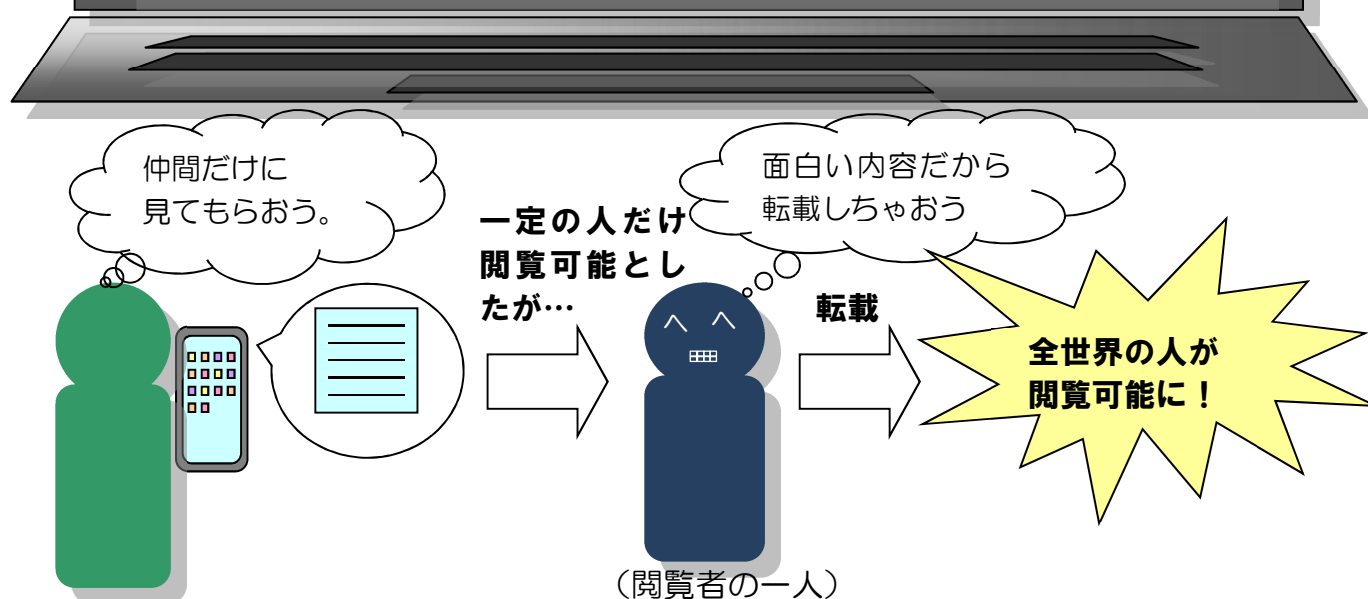 仲間だけに
見てもらおう。
一定の人だけ
閲覧可能とし
たが…
面白い内容だから
転載しちゃおう
転載
全世界の人が
閲覧可能に！
（閲覧者の一人）